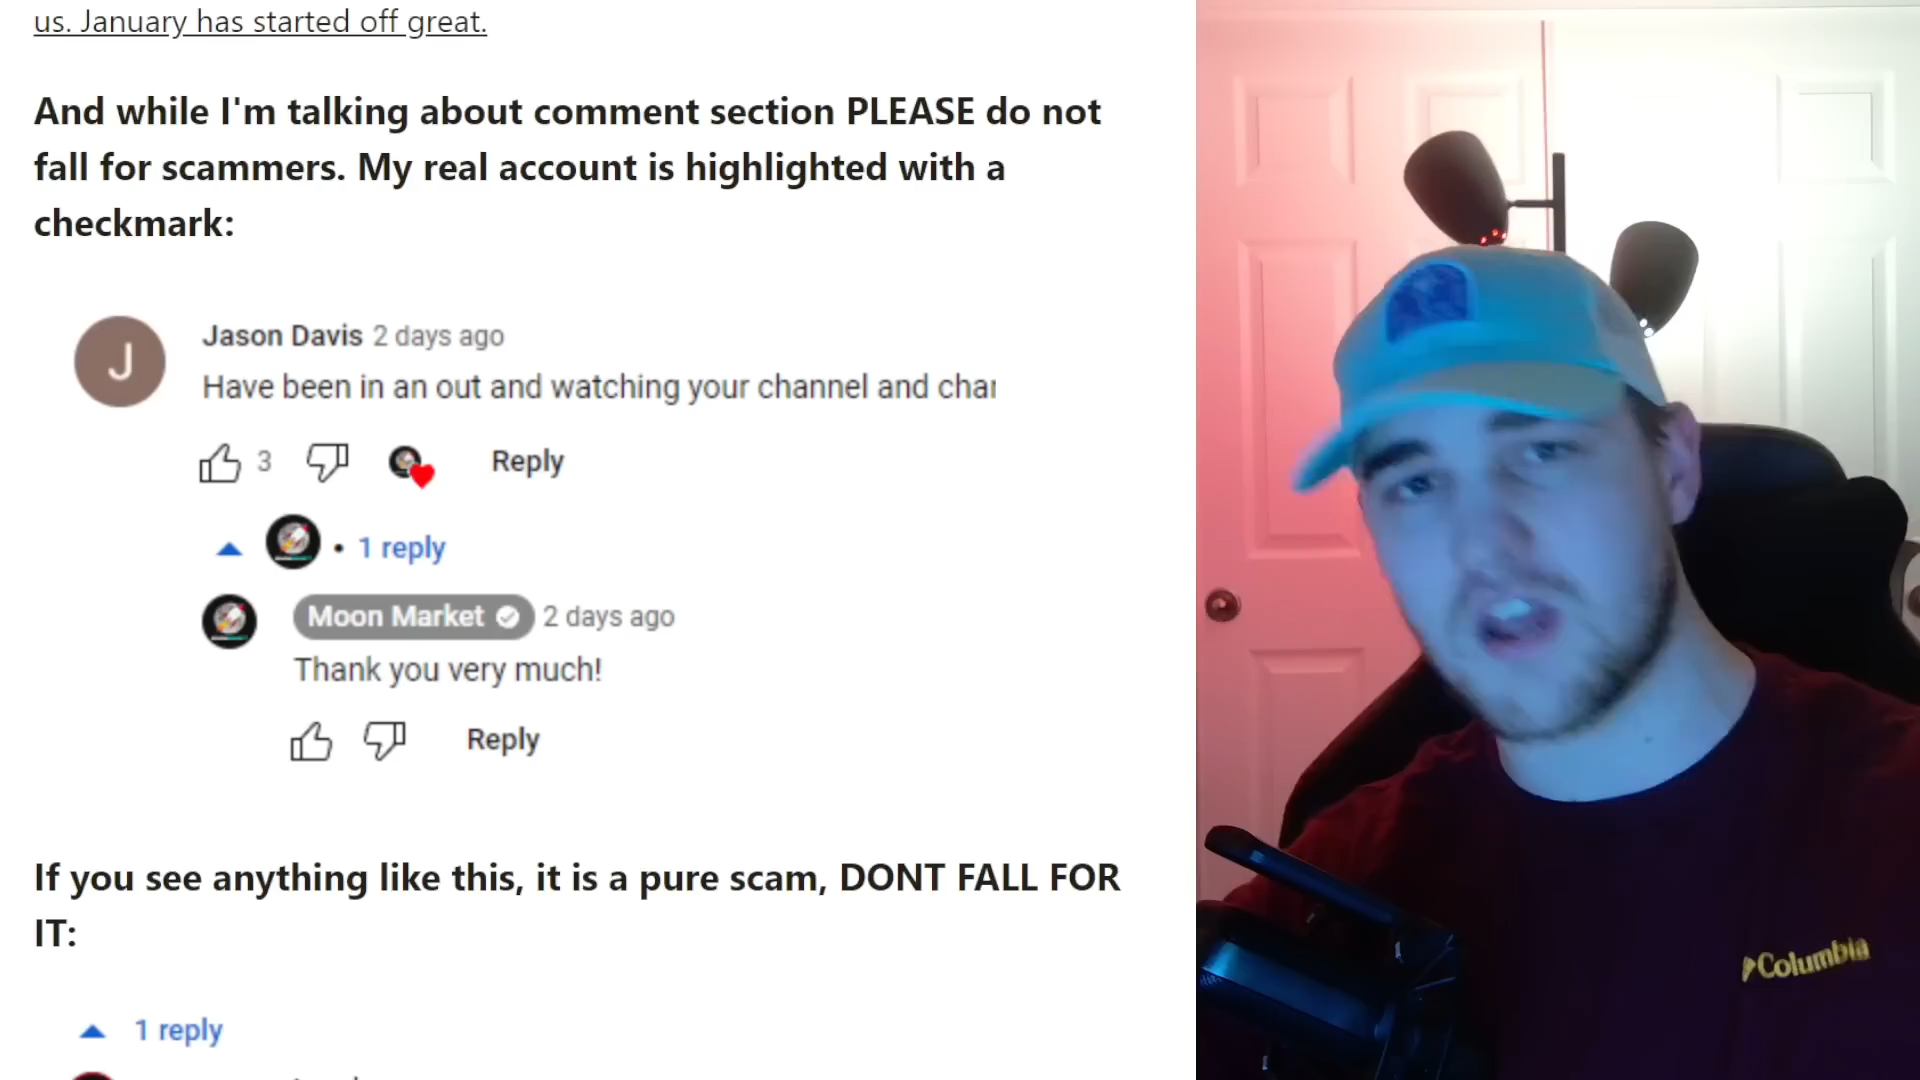 us. January has started off great.
And while I'm talking about comment section PLEASE do not
fall for scammers. My real account is highlighted with a
checkmark:
J
Jason Davis 2 days ago
Have been in an out and watching your channel and char
3
Reply
1 reply
Moon Market 2 days ago
Thank you very much!
Reply
If you see anything like this, it is a pure scam, DONT FALL FOR
IT:
1 reply
Columbia